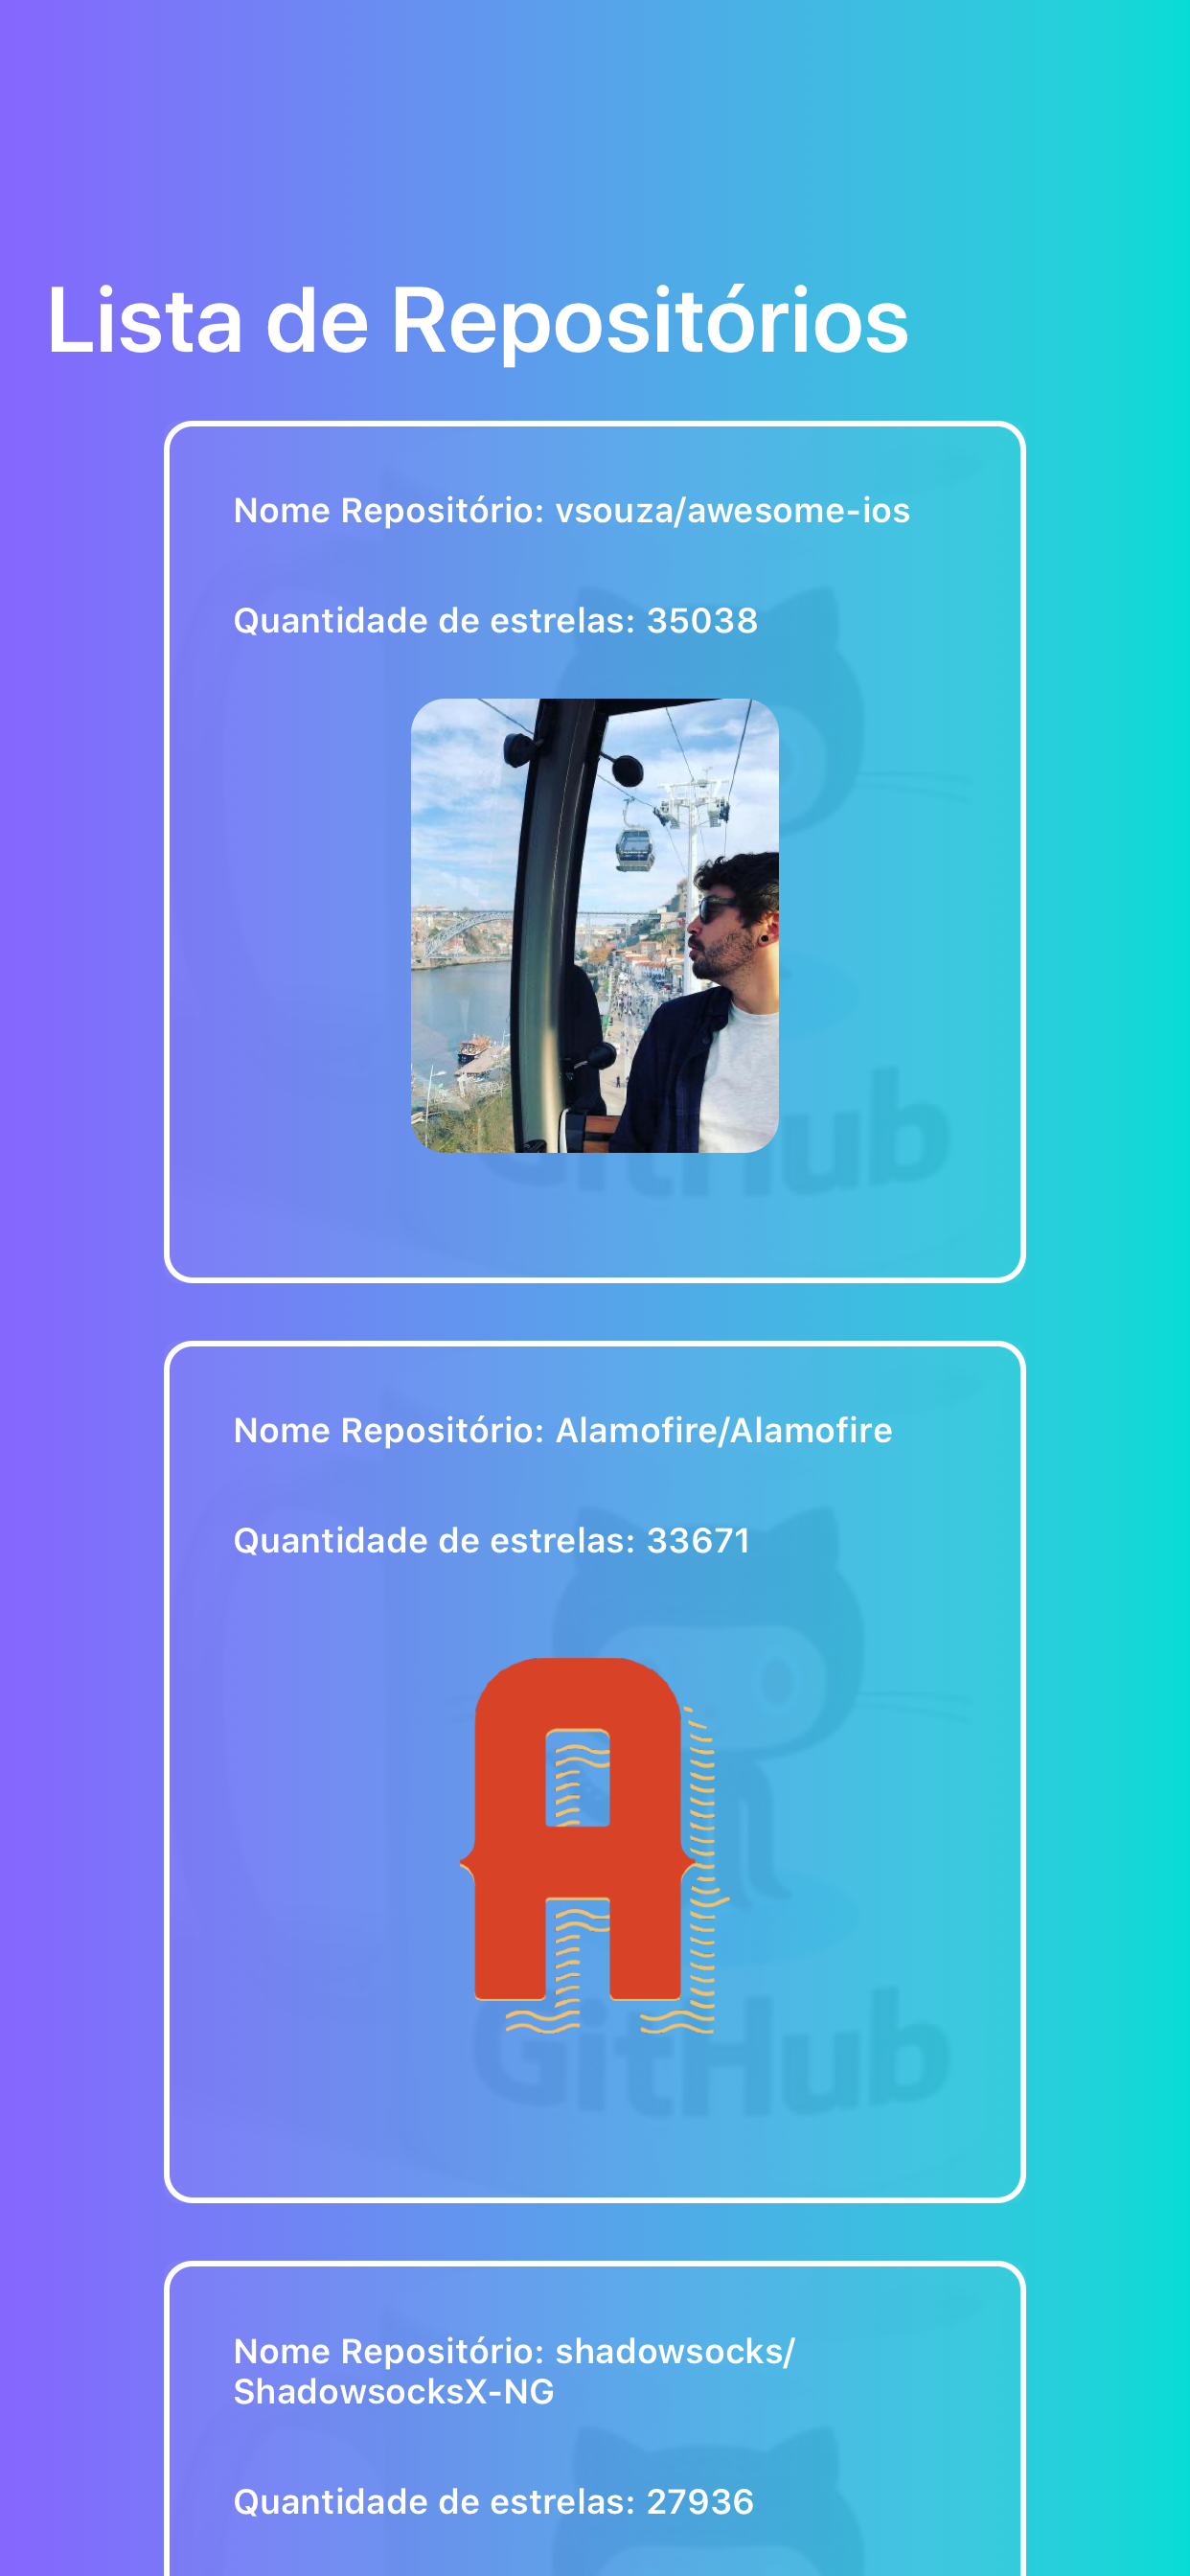 Lista de Repositórios
Nome Repositório: vsouza/awesome-ios
Quantidade de estrelas: 35038
GitHub
Nome Repositório: Alamofire/Alamofire
Quantidade de estrelas: 33671
A
GitHub
Nome Repositório: shadowsocks/
ShadowsocksX-NG
Quantidade de estrelas: 27936